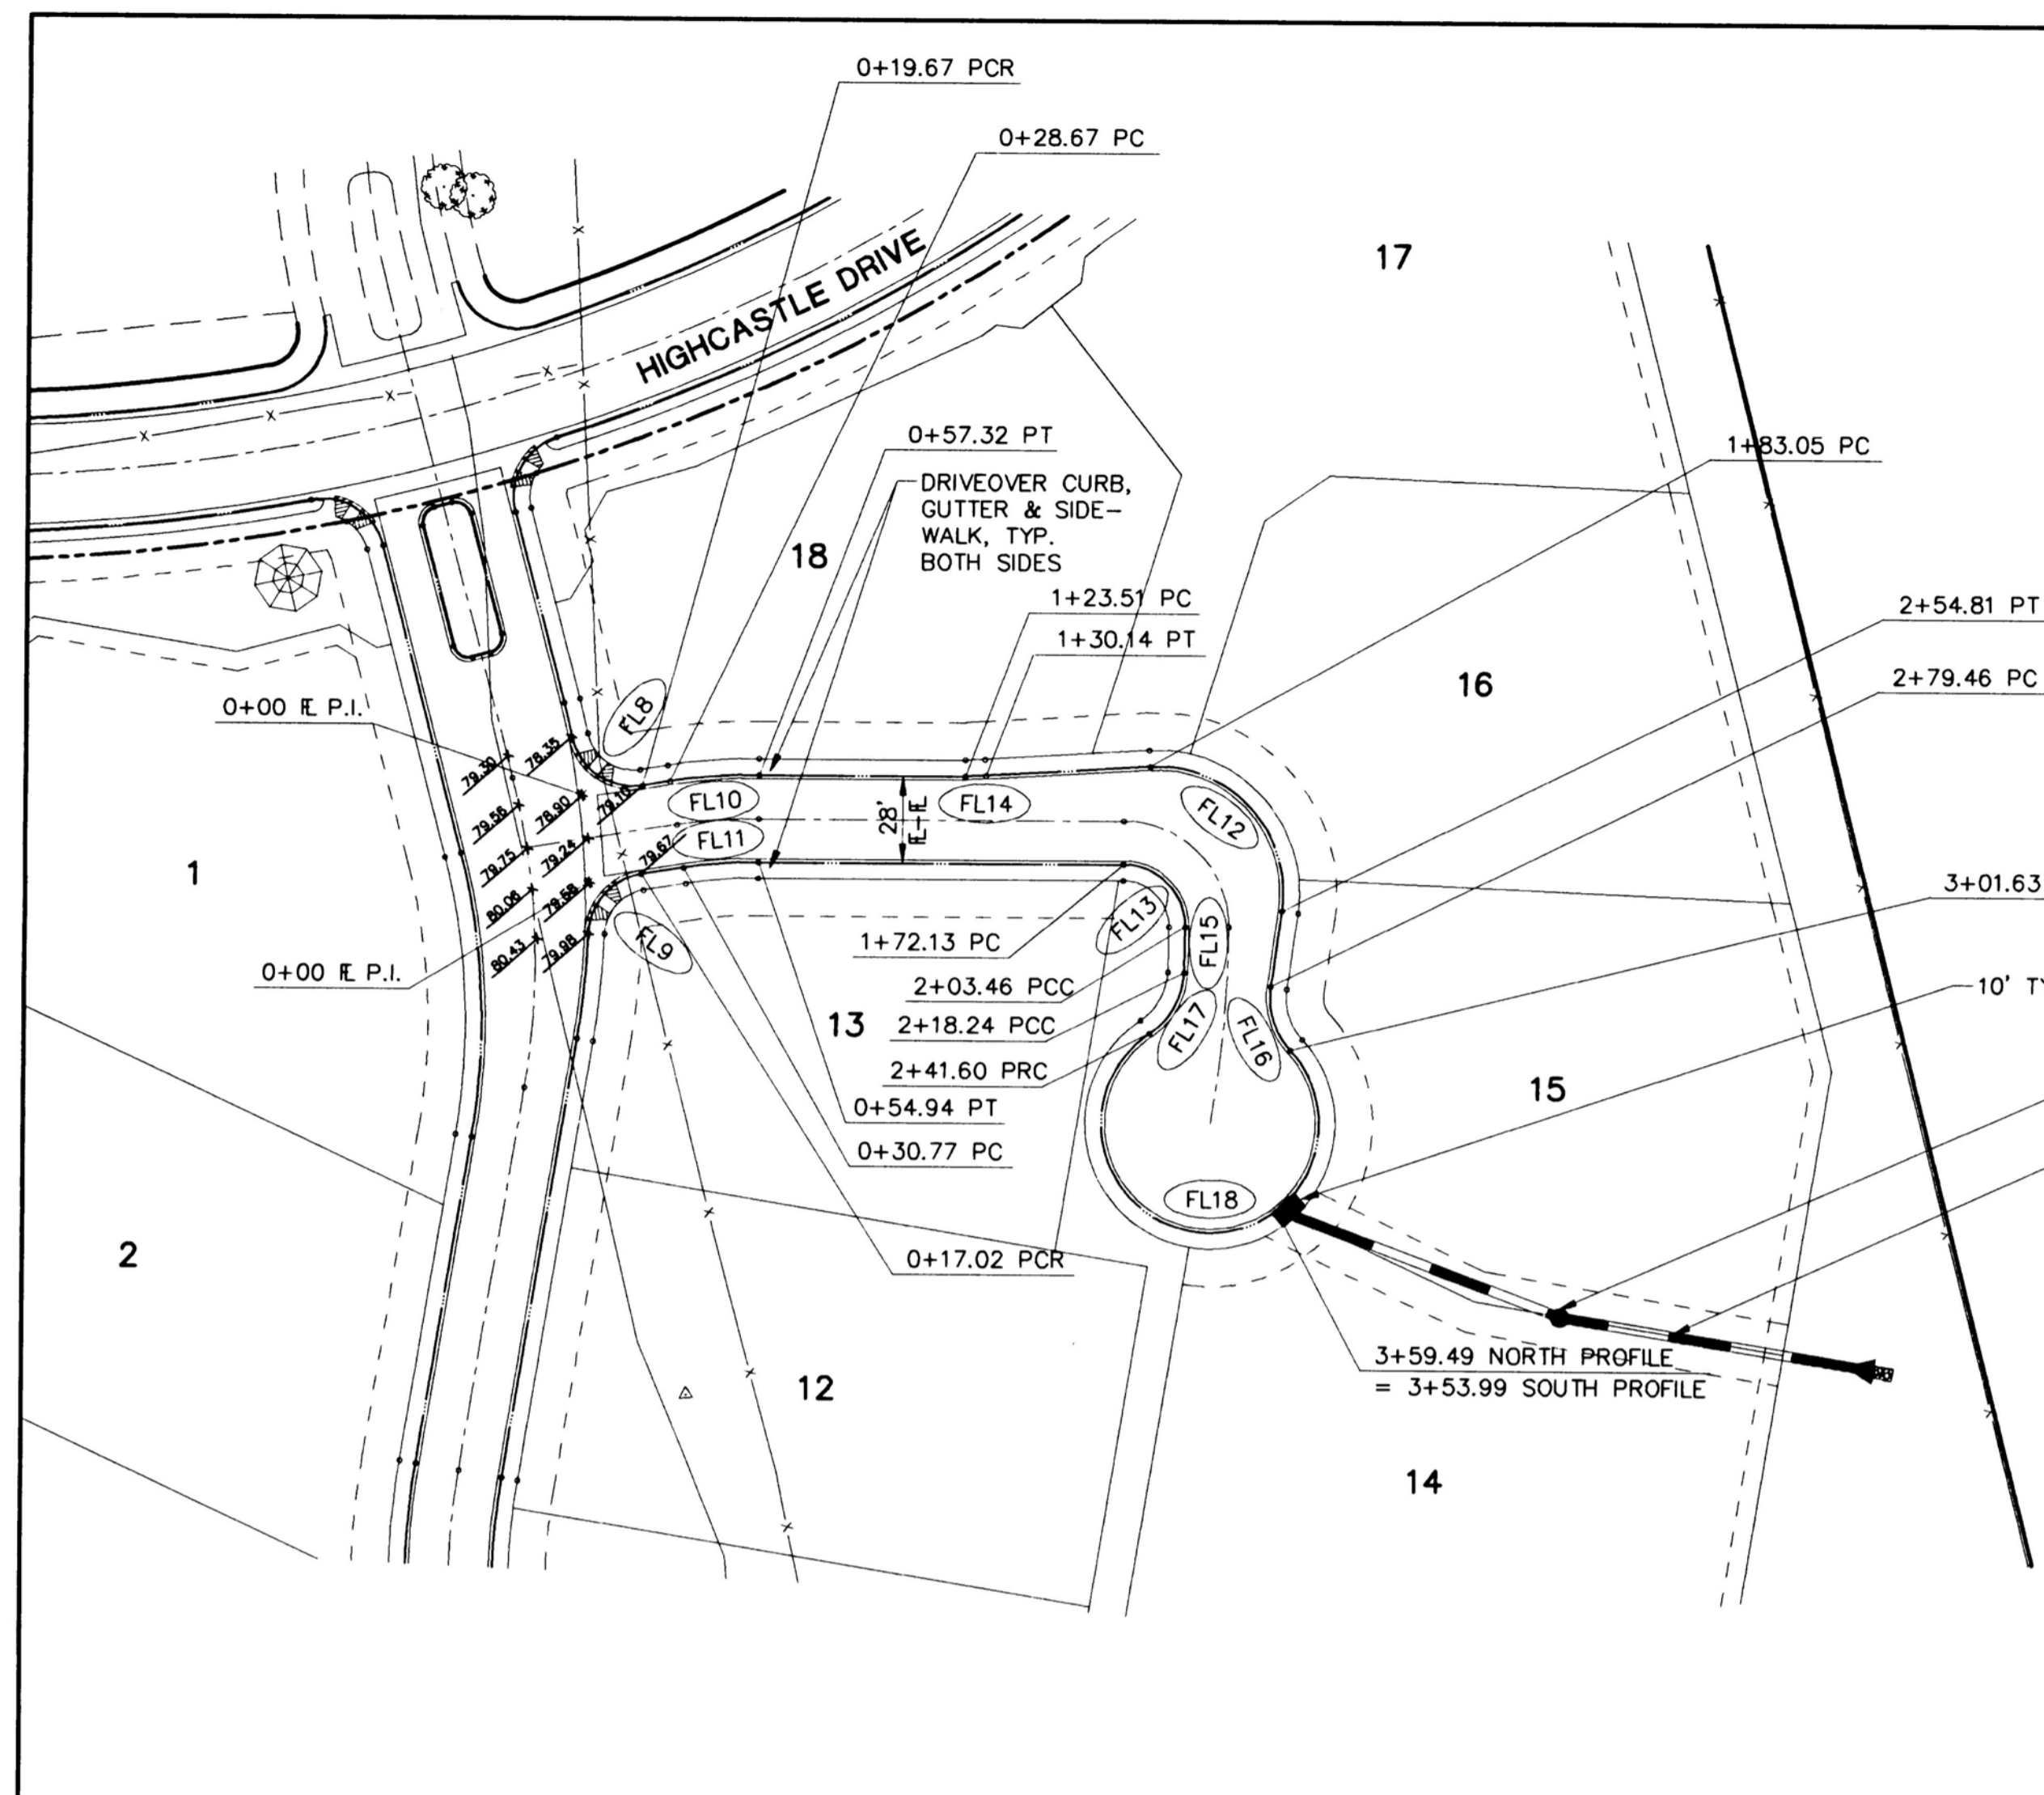 0+19.67 PCR
0+28.67 PC
HIGHCASTLE DRIVE
17
0+57.32 PT
1+83.05 PC
DRIVEOVER CURB,
GUTTER & SIDE-
WALK, TYP.
BOTH SIDES
18
1+23.51 PC
2+54.81 PT
1+30.14 PT
16
2+79.46 PC
0+00 FL P.I.
FL8
79.30
78.35
79.56
78.90
79.10
FL10
28'
FL-FL
FL14
FL12
FL11
79.75
79.24
79.67
1
80.06
79.58
3+01.63
80.43
79.98
FL9
FL13
FL15
1+72.13 PC
0+00 FL P.I.
2+03.46 PCC
10' TY
13
2+18.24 PCC
FL17
FL16
2+41.60 PRC
15
0+54.94 PT
0+30.77 PC
FL18
2
0+17.02 PCR
3+59.49 NORTH PROFILE
= 3+53.99 SOUTH PROFILE
12
14